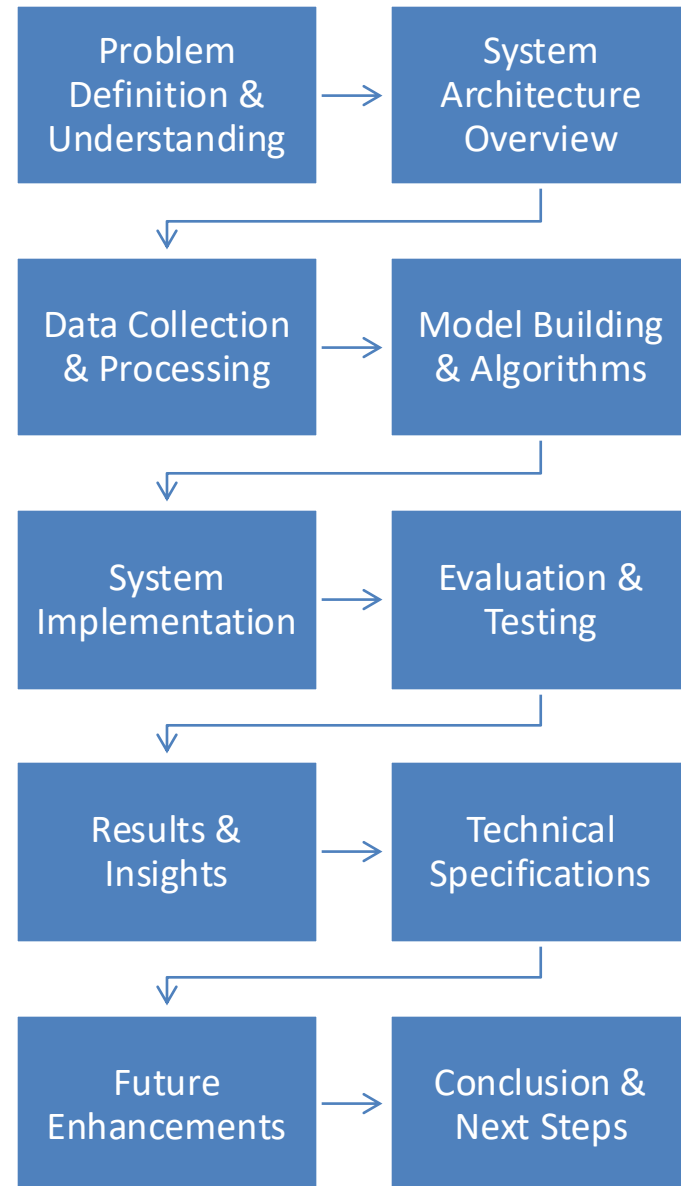 Problem
Definition &
Understanding
System
Architecture
Overview
Data Collection
& Processing
Model Building
& Algorithms
System
Implementation
Evaluation &
Testing
Results &
Insights
Technical
Specifications
Future
Enhancements
Conclusion &
Next Steps